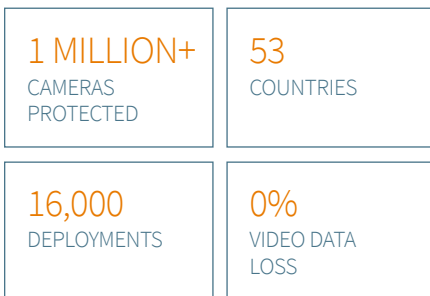 1 MILLION+
CAMERAS
PROTECTED
53
COUNTRIES
16,000
DEPLOYMENTS
0%
VIDEO DATA
LOSS